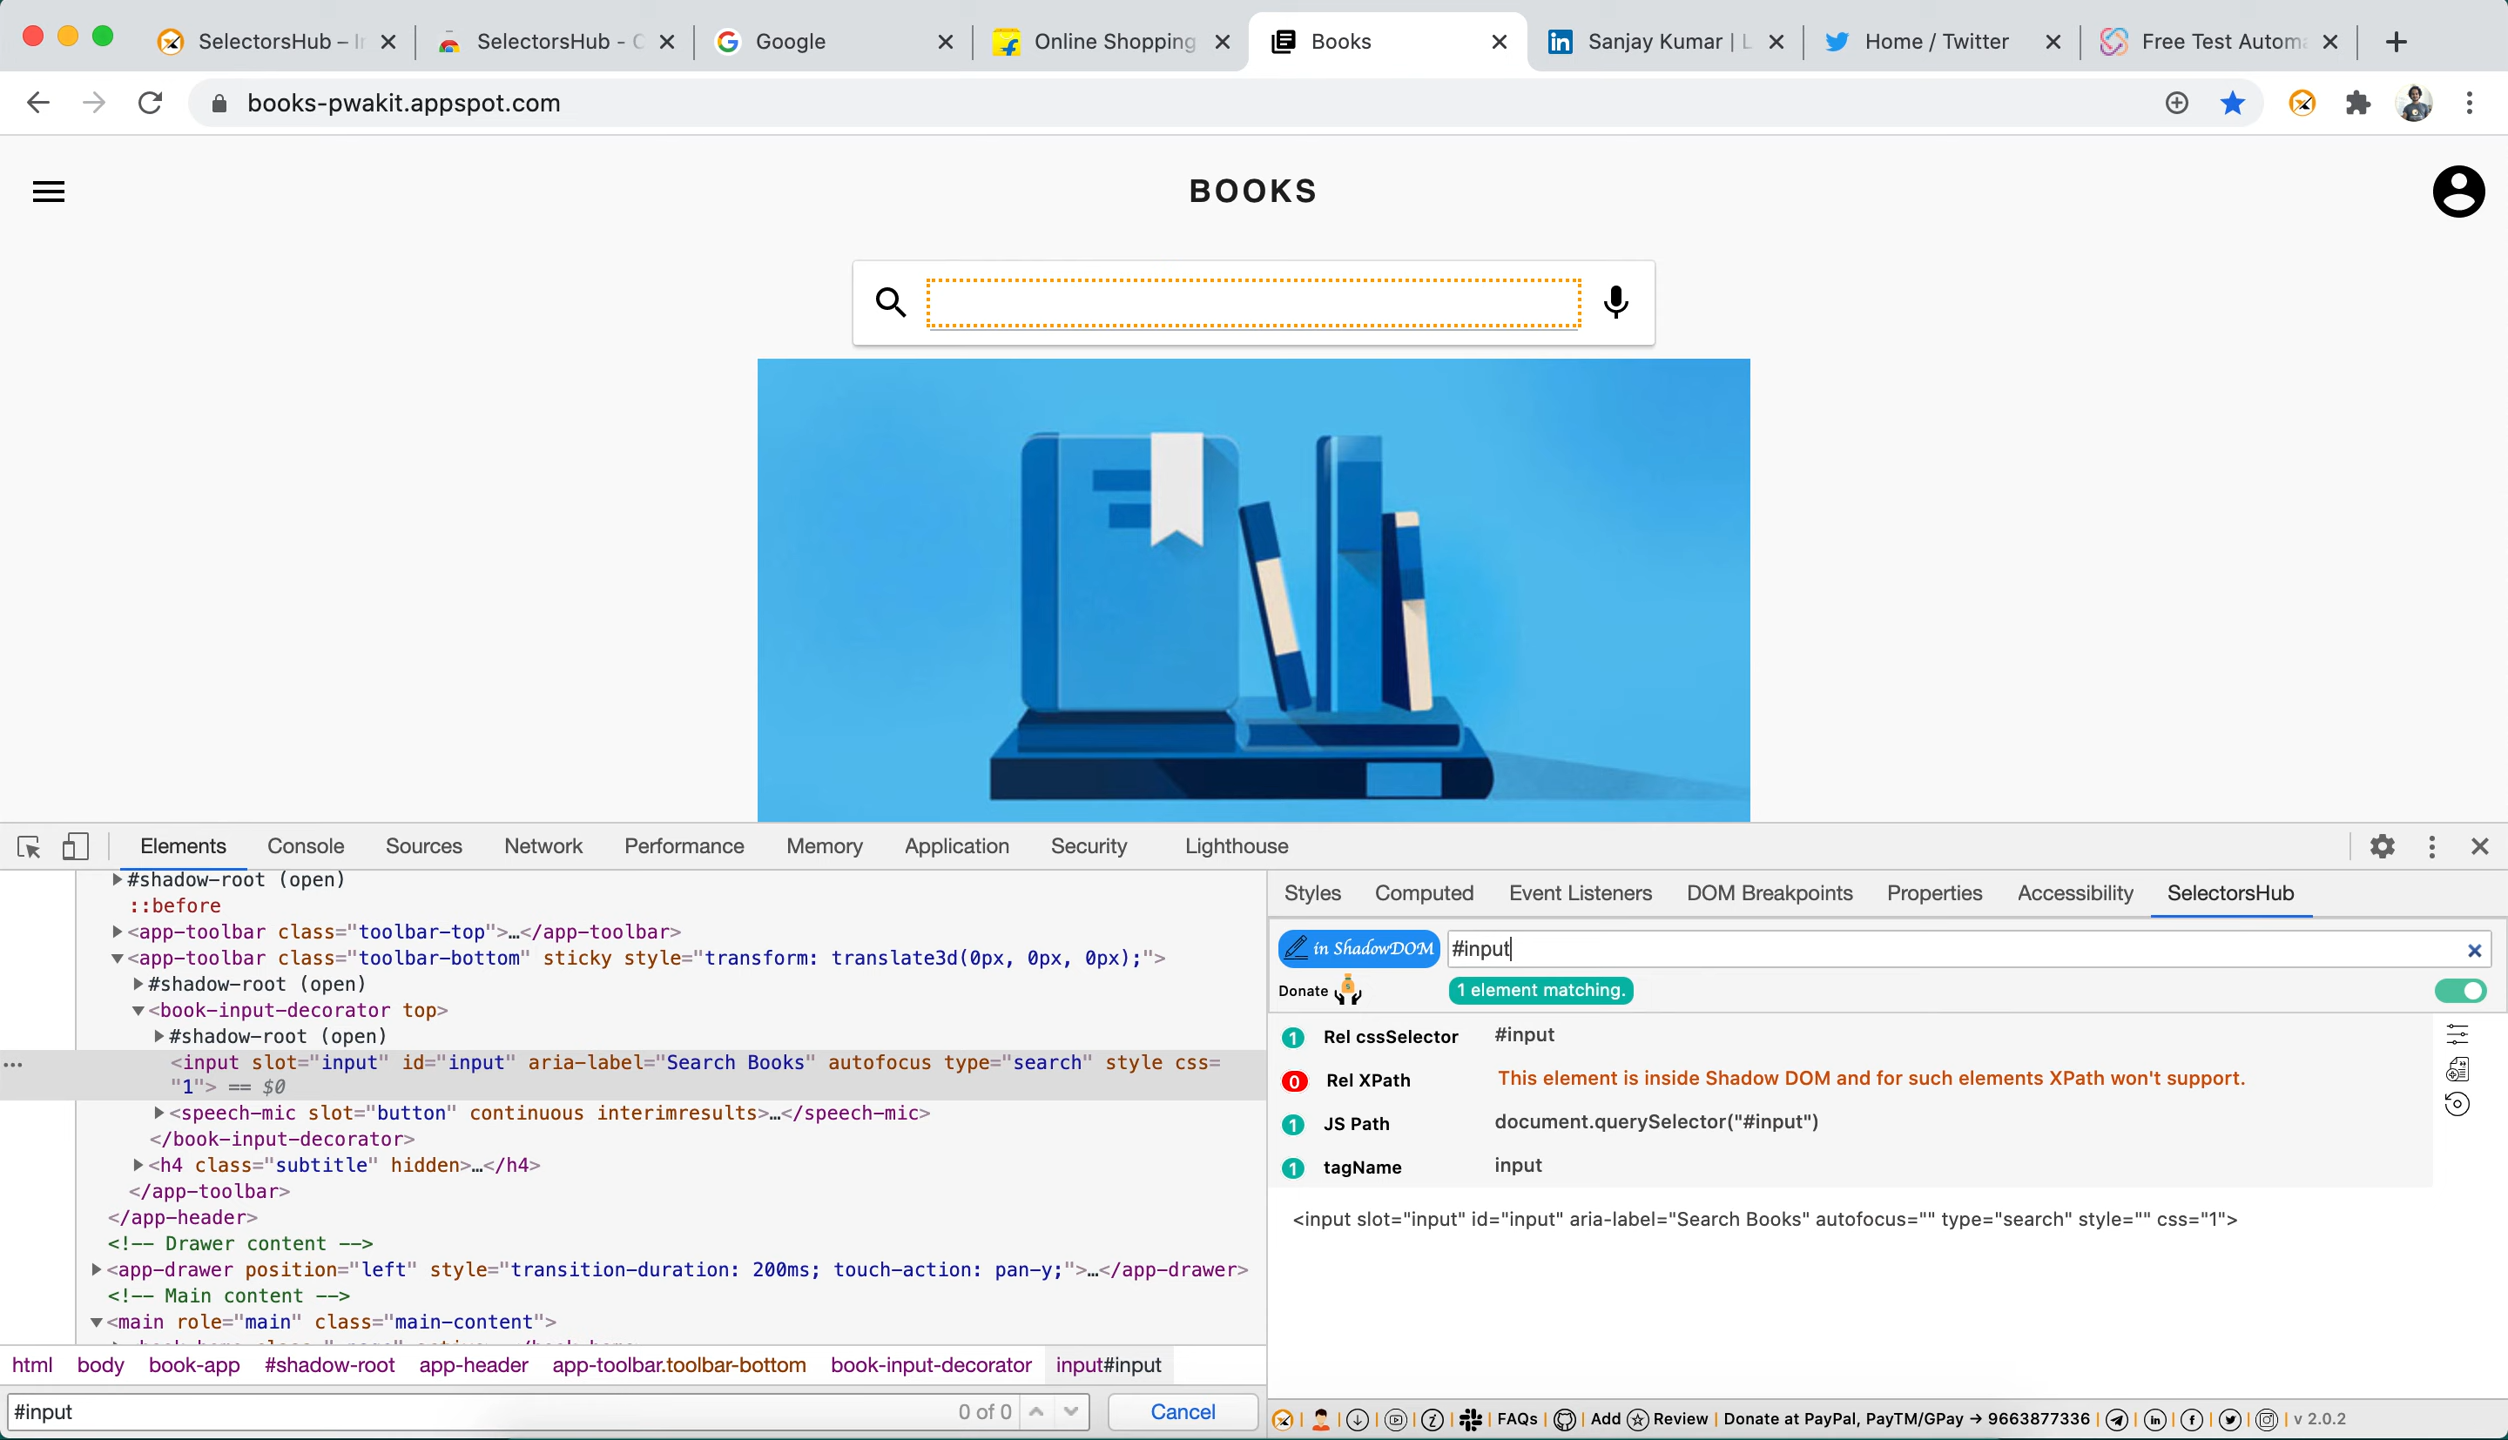 SelectorsHub – In
SelectorsHub - C
Google
Online Shopping
Books
Sanjay Kumar | L
Home / Twitter
Free Test Automa
books-pwakit.appspot.com
BOOKS
Elements Console Sources Network Performance Memory Application Security Lighthouse
#shadow-root (open)
::before
<app-toolbar class="toolbar-top">…</app-toolbar>
<app-toolbar class="toolbar-bottom" sticky style="transform: translate3d(0px, 0px, 0px);">
#shadow-root (open)
<book-input-decorator top>
#shadow-root (open)
<input slot="input" id="input" aria-label="Search Books" autofocus type="search" style css=
"1"> == $0
<speech-mic slot="button" continuous interimresults>…</speech-mic>
</book-input-decorator>
<h4 class="subtitle" hidden>…</h4>
</app-toolbar>
</app-header>
<!-- Drawer content -->
<app-drawer position="left" style="transition-duration: 200ms; touch-action: pan-y;">…</app-drawer>
<!-- Main content -->
<main role="main" class="main-content">
html body book-app #shadow-root app-header app-toolbar.toolbar-bottom book-input-decorator input#input
#input 0 of 0 Cancel
Styles Computed Event Listeners DOM Breakpoints Properties Accessibility SelectorsHub
in ShadowDOM #input
Donate 1 element matching.
1 Rel cssSelector #input
0 Rel XPath This element is inside Shadow DOM and for such elements XPath won't support.
1 JS Path document.querySelector("#input")
1 tagName input
<input slot="input" id="input" aria-label="Search Books" autofocus="" type="search" style="" css="1">
| | | | | | FAQs | | Add Review | Donate at PayPal, PayTM/GPay → 9663877336 | | | | | | v 2.0.2